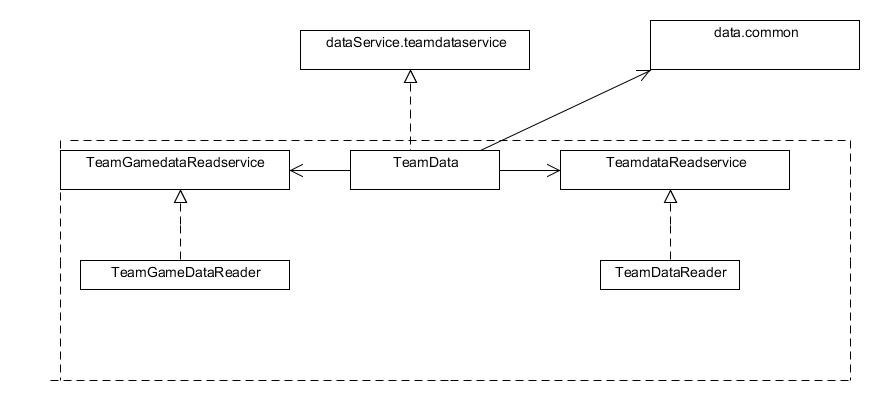 dataService.teamdataservice
data.common
TeamGamedataReadservice
TeamData
TeamdataReadservice
TeamGameDataReader
TeamDataReader